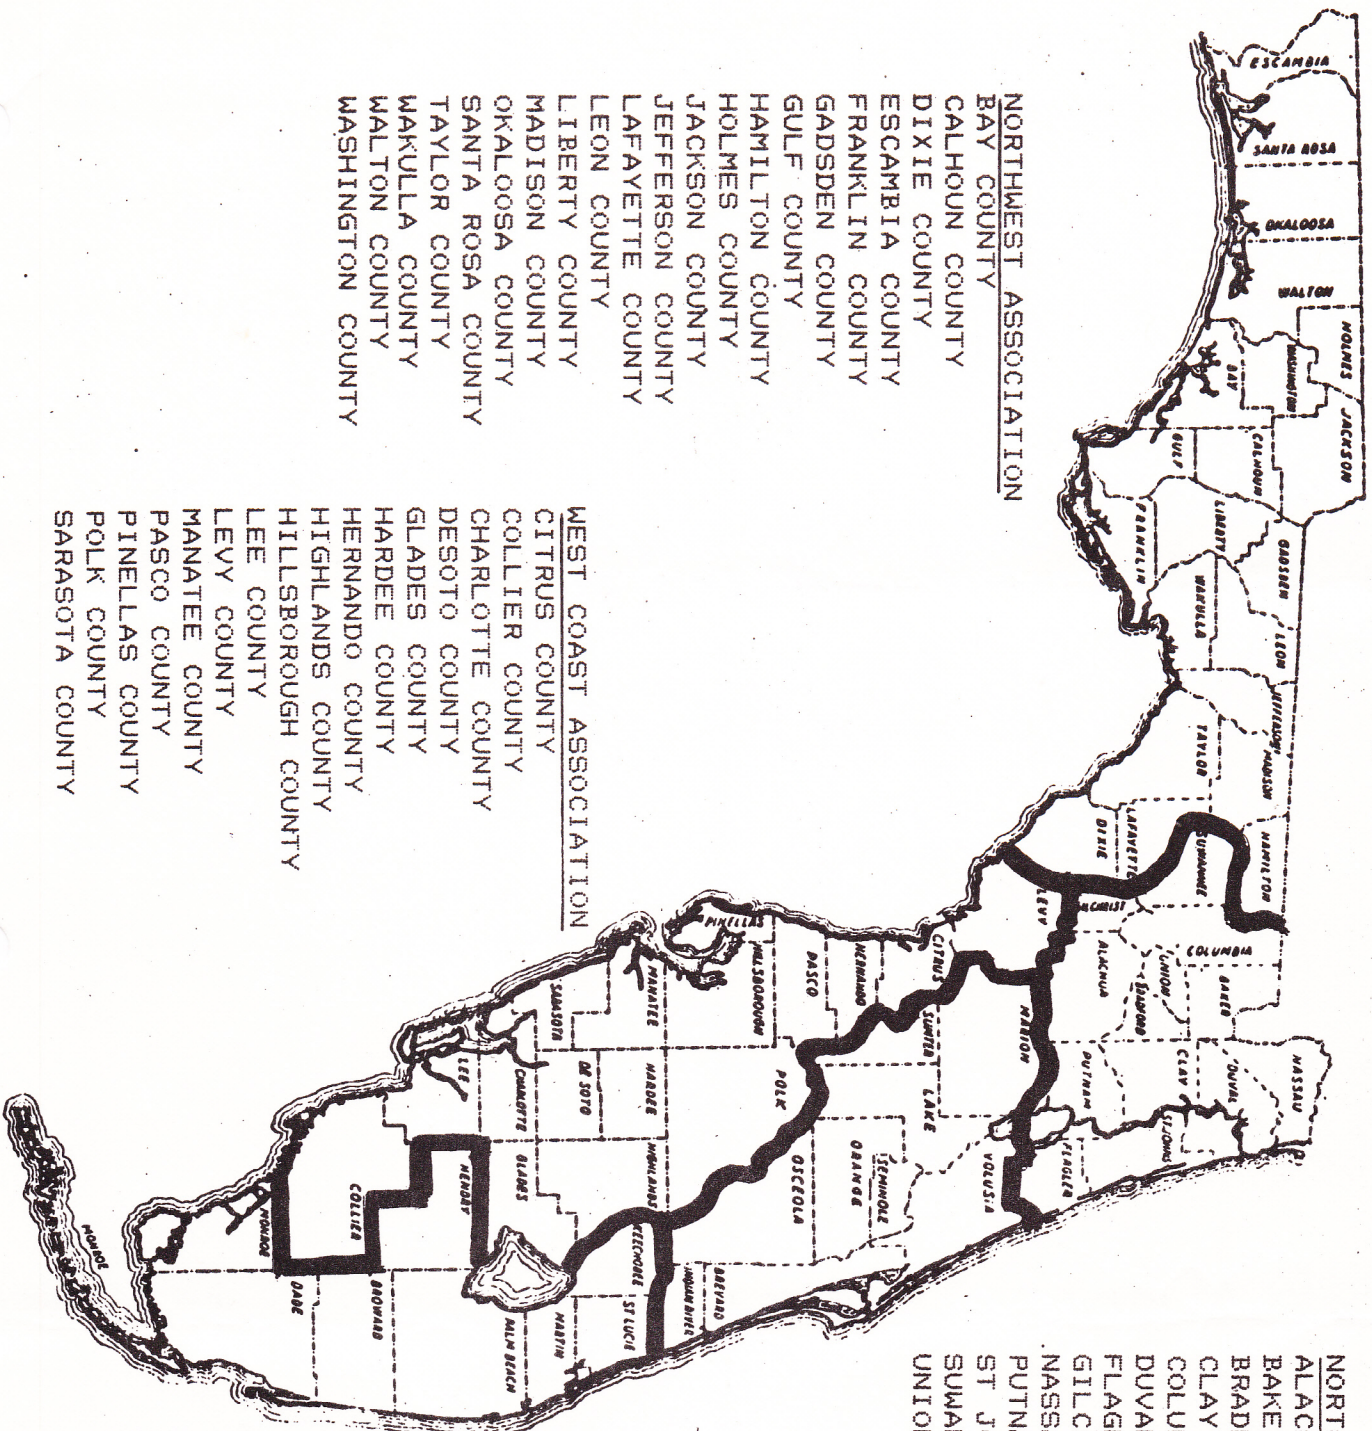 NORTHWEST ASSOCIATION
BAY COUNTY
CALHOUN COUNTY
DIXIE COUNTY
ESCAMBIA COUNTY
FRANKLIN COUNTY
GADSDEN COUNTY
GULF COUNTY
HAMILTON COUNTY
HOLMES COUNTY
JACKSON COUNTY
JEFFERSON COUNTY
LAFAYETTE COUNTY
LEON COUNTY
LIBERTY COUNTY
MADISON COUNTY
OKALOOSA COUNTY
SANTA ROSA COUNTY
TAYLOR COUNTY
WAKULLA COUNTY
WALTON COUNTY
WASHINGTON COUNTY
WEST COAST ASSOCIATION
CITRUS COUNTY
COLLIER COUNTY
CHARLOTTE COUNTY
DESOTO COUNTY
GLADES COUNTY
HARDEE COUNTY
HERNANDO COUNTY
HIGHLANDS COUNTY
HILLSBOROUGH COUNTY
LEE COUNTY
LEVY COUNTY
MANATEE COUNTY
PASCO COUNTY
PINELLAS COUNTY
POLK COUNTY
SARASOTA COUNTY
NORT
ALAC
BAKE
BRAD
CLAY
COLU
DUVA
FLAG
GILC
NASS
PUTN
ST J
SUWA
UNIO
ESCAMBIA
SANTA ROSA
OKALOOSA
WALTON
HOLMES
JACKSON
WASHINGTON
BAY
CALHOUN
GULF
LIBERTY
FRANKLIN
GADSDEN
WAKULLA
LEON
JEFFERSON
MADISON
TAYLOR
HAMILTON
SUWANNEE
LAFAYETTE
DIXIE
COLUMBIA
BAKER
NASSAU
DUVAL
UNION
BRADFORD
CLAY
ST JOHNS
GILCHRIST
ALACHUA
PUTNAM
FLAGLER
LEVY
MARION
VOLUSIA
CITRUS
SUMTER
LAKE
HERNANDO
SEMINOLE
ORANGE
PASCO
HILLSBOROUGH
PINELLAS
POLK
OSCEOLA
BREVARD
INDIAN RIVER
MANATEE
HARDEE
HIGHLANDS
OKEECHOBEE
ST LUCIE
SARASOTA
DE SOTO
CHARLOTTE
GLADES
MARTIN
LEE
HENDRY
PALM BEACH
COLLIER
BROWARD
MONROE
DADE
MONROE